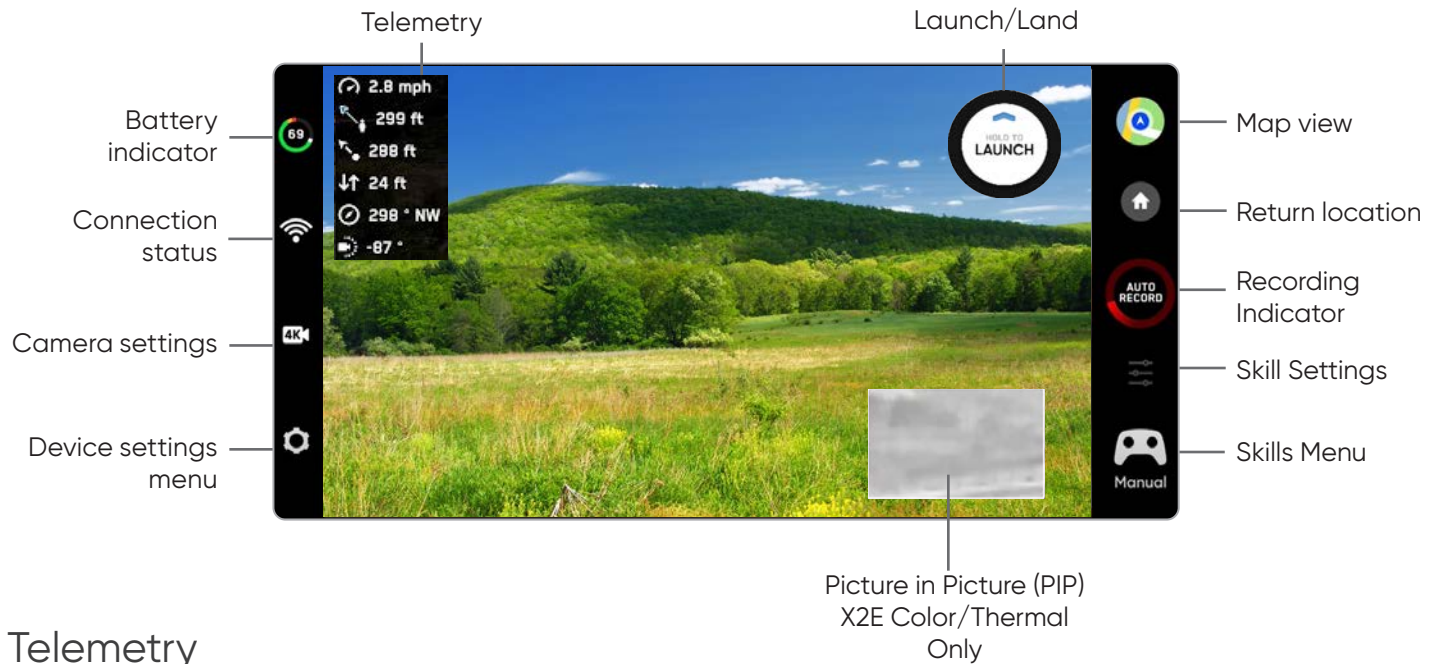 Telemetry
Launch/Land
2.8 mph
299 ft
288 ft
24 ft
298 ° NW
-87 °
Battery
indicator
69
Connection
status
Camera settings
4K
Device settings
menu
HOLD TO
LAUNCH
Map view
Return location
AUTO
RECORD
Recording
Indicator
Skill Settings
Skills Menu
Manual
Picture in Picture (PIP)
X2E Color/Thermal
Only
Telemetry